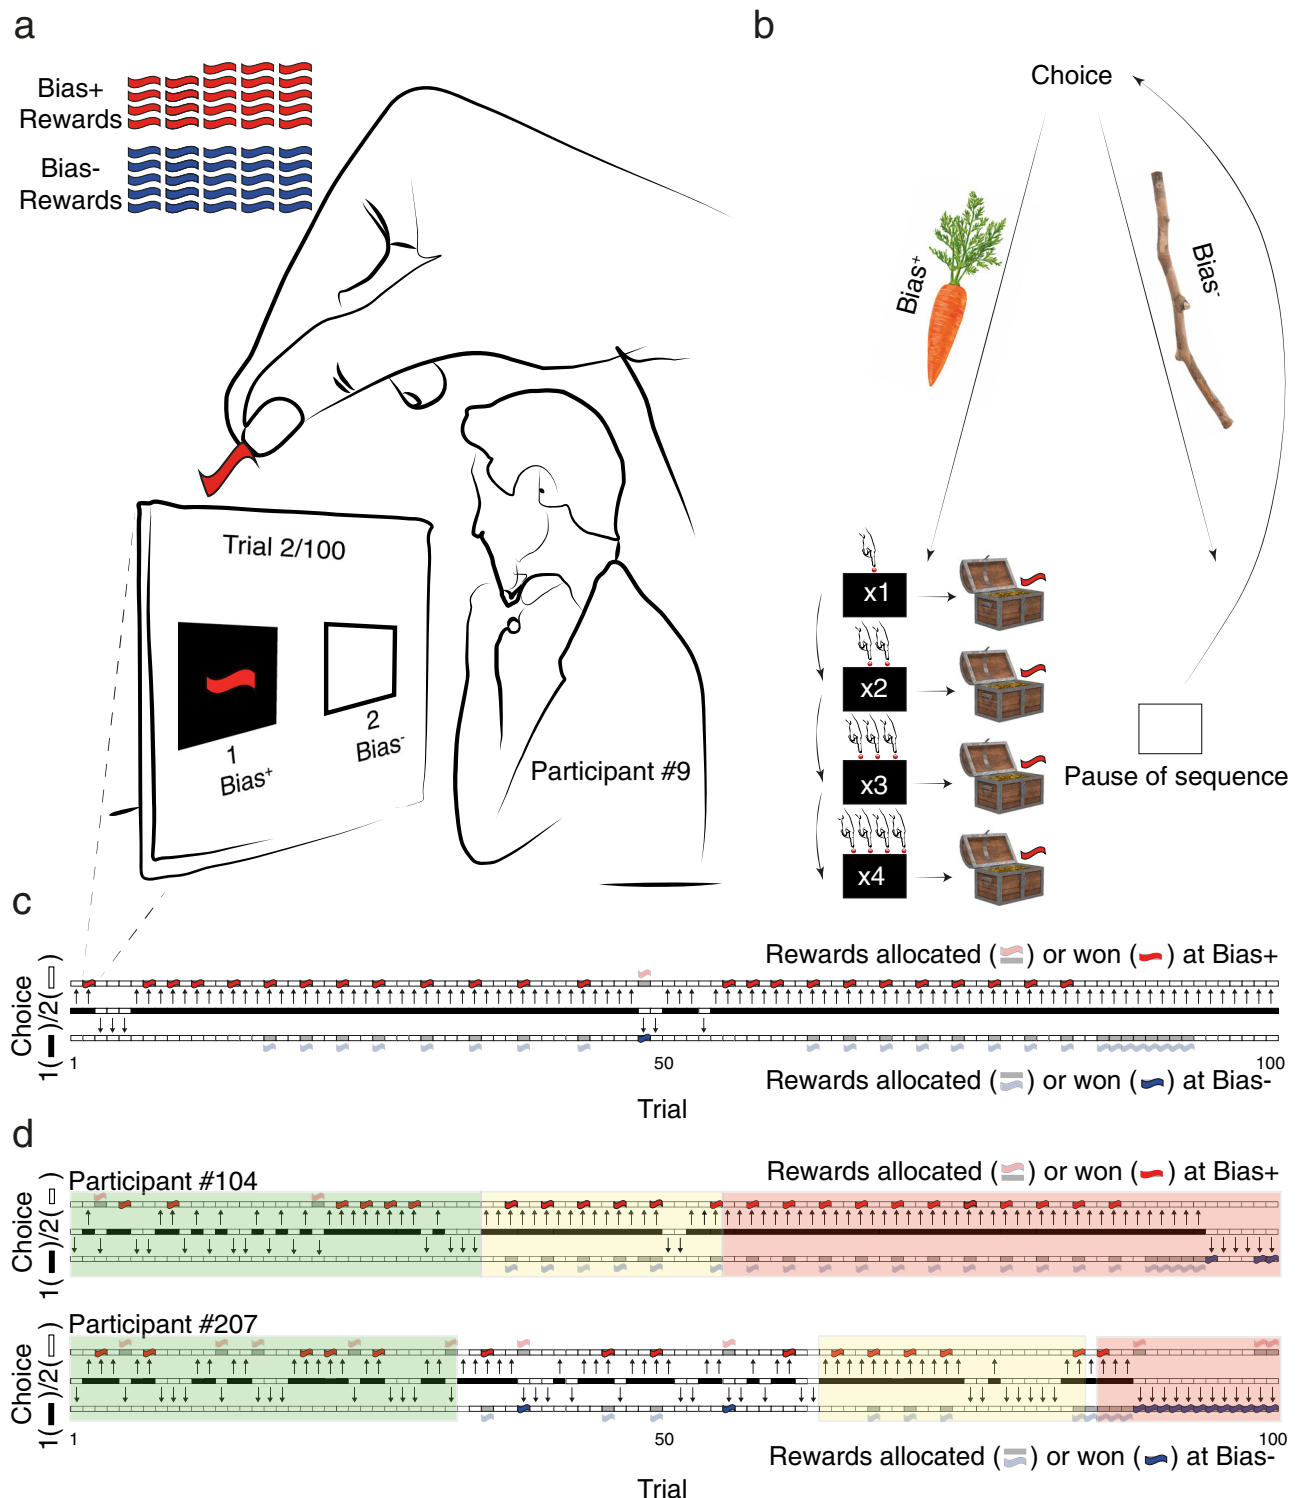 a
Bias+
Rewards
Bias-
Rewards
Trial 2/100
1
Bias+
2
Bias-
Participant #9
b
Choice
Bias+
Bias-
x1
x2
x3
x4
Pause of sequence
c
Rewards allocated ( ) or won ( ) at Bias+
Choice
1( )/2( )
1
50
100
Rewards allocated ( ) or won ( ) at Bias-
Trial
d
Participant #104
Rewards allocated ( ) or won ( ) at Bias+
Choice
1( )/2( )
Participant #207
Choice
1( )/2( )
1
50
100
Rewards allocated ( ) or won ( ) at Bias-
Trial